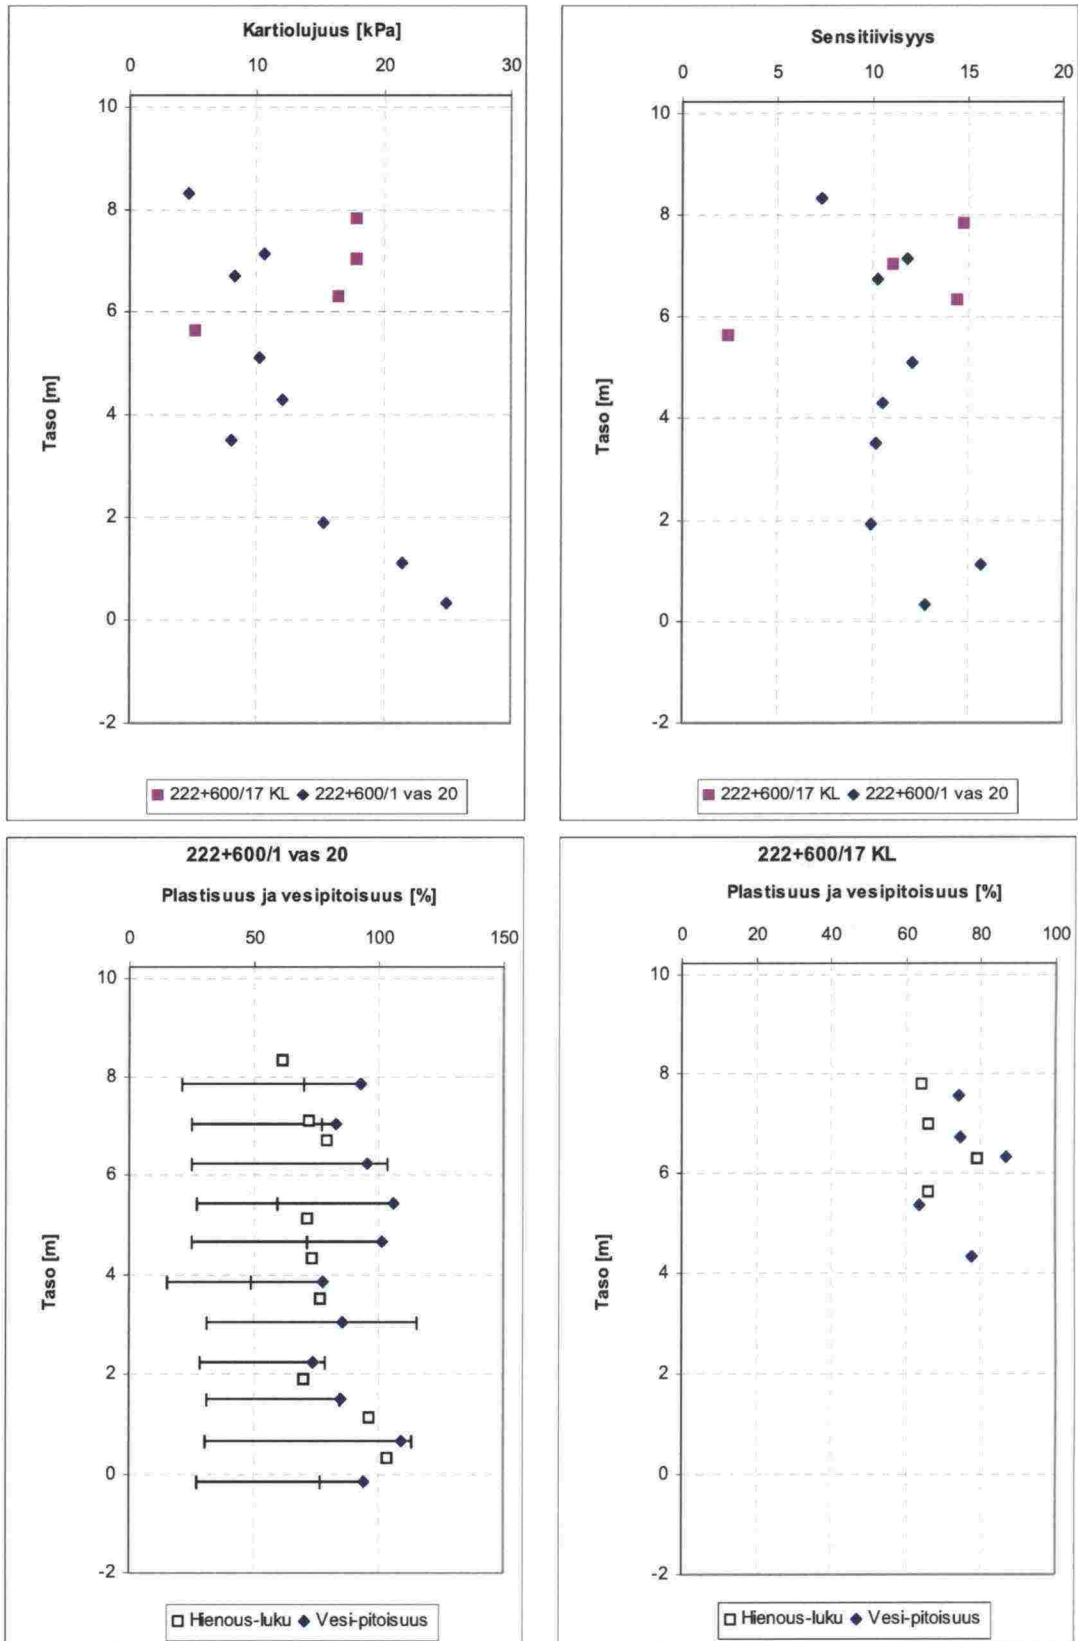 Kartiolujuus [kPa]
0 10 20 30
10
8
6
4
2
0
-2
Taso [m]
222+600/17 KL 222+600/1 vas 20
Sensitiivisyys
0 5 10 15 20
10
8
6
4
2
0
-2
Taso [m]
222+600/17 KL 222+600/1 vas 20
222+600/1 vas 20
Plastisuus ja vesipitoisuus [%]
0 50 100 150
10
8
6
4
2
0
-2
Taso [m]
Hienous-luku Vesi-pitoisuus
222+600/17 KL
Plastisuus ja vesipitoisuus [%]
0 20 40 60 80 100
10
8
6
4
2
0
-2
Taso [m]
Hienous-luku Vesi-pitoisuus